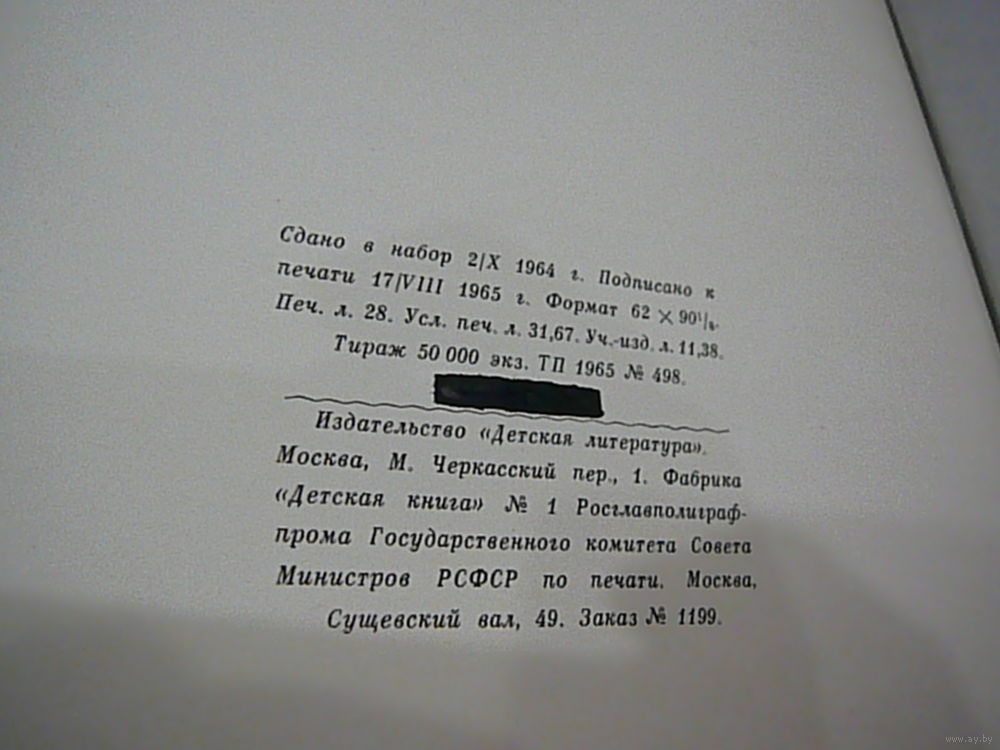 Сдано в набор 2/X 1964 г. Подписано к
печати 17/VIII 1965 г. Формат 62 × 90¹/₈.
Печ. л. 28. Усл. печ. л. 31,67. Уч.-изд. л. 11,38.
Тираж 50 000 экз. ТП 1965 № 498.
Издательство «Детская литература».
Москва, М. Черкасский пер., 1. Фабрика
«Детская книга» № 1 Росглавполиграф-
прома Государственного комитета Совета
Министров РСФСР по печати. Москва,
Сущевский вал, 49. Заказ № 1199.
www.ay.by